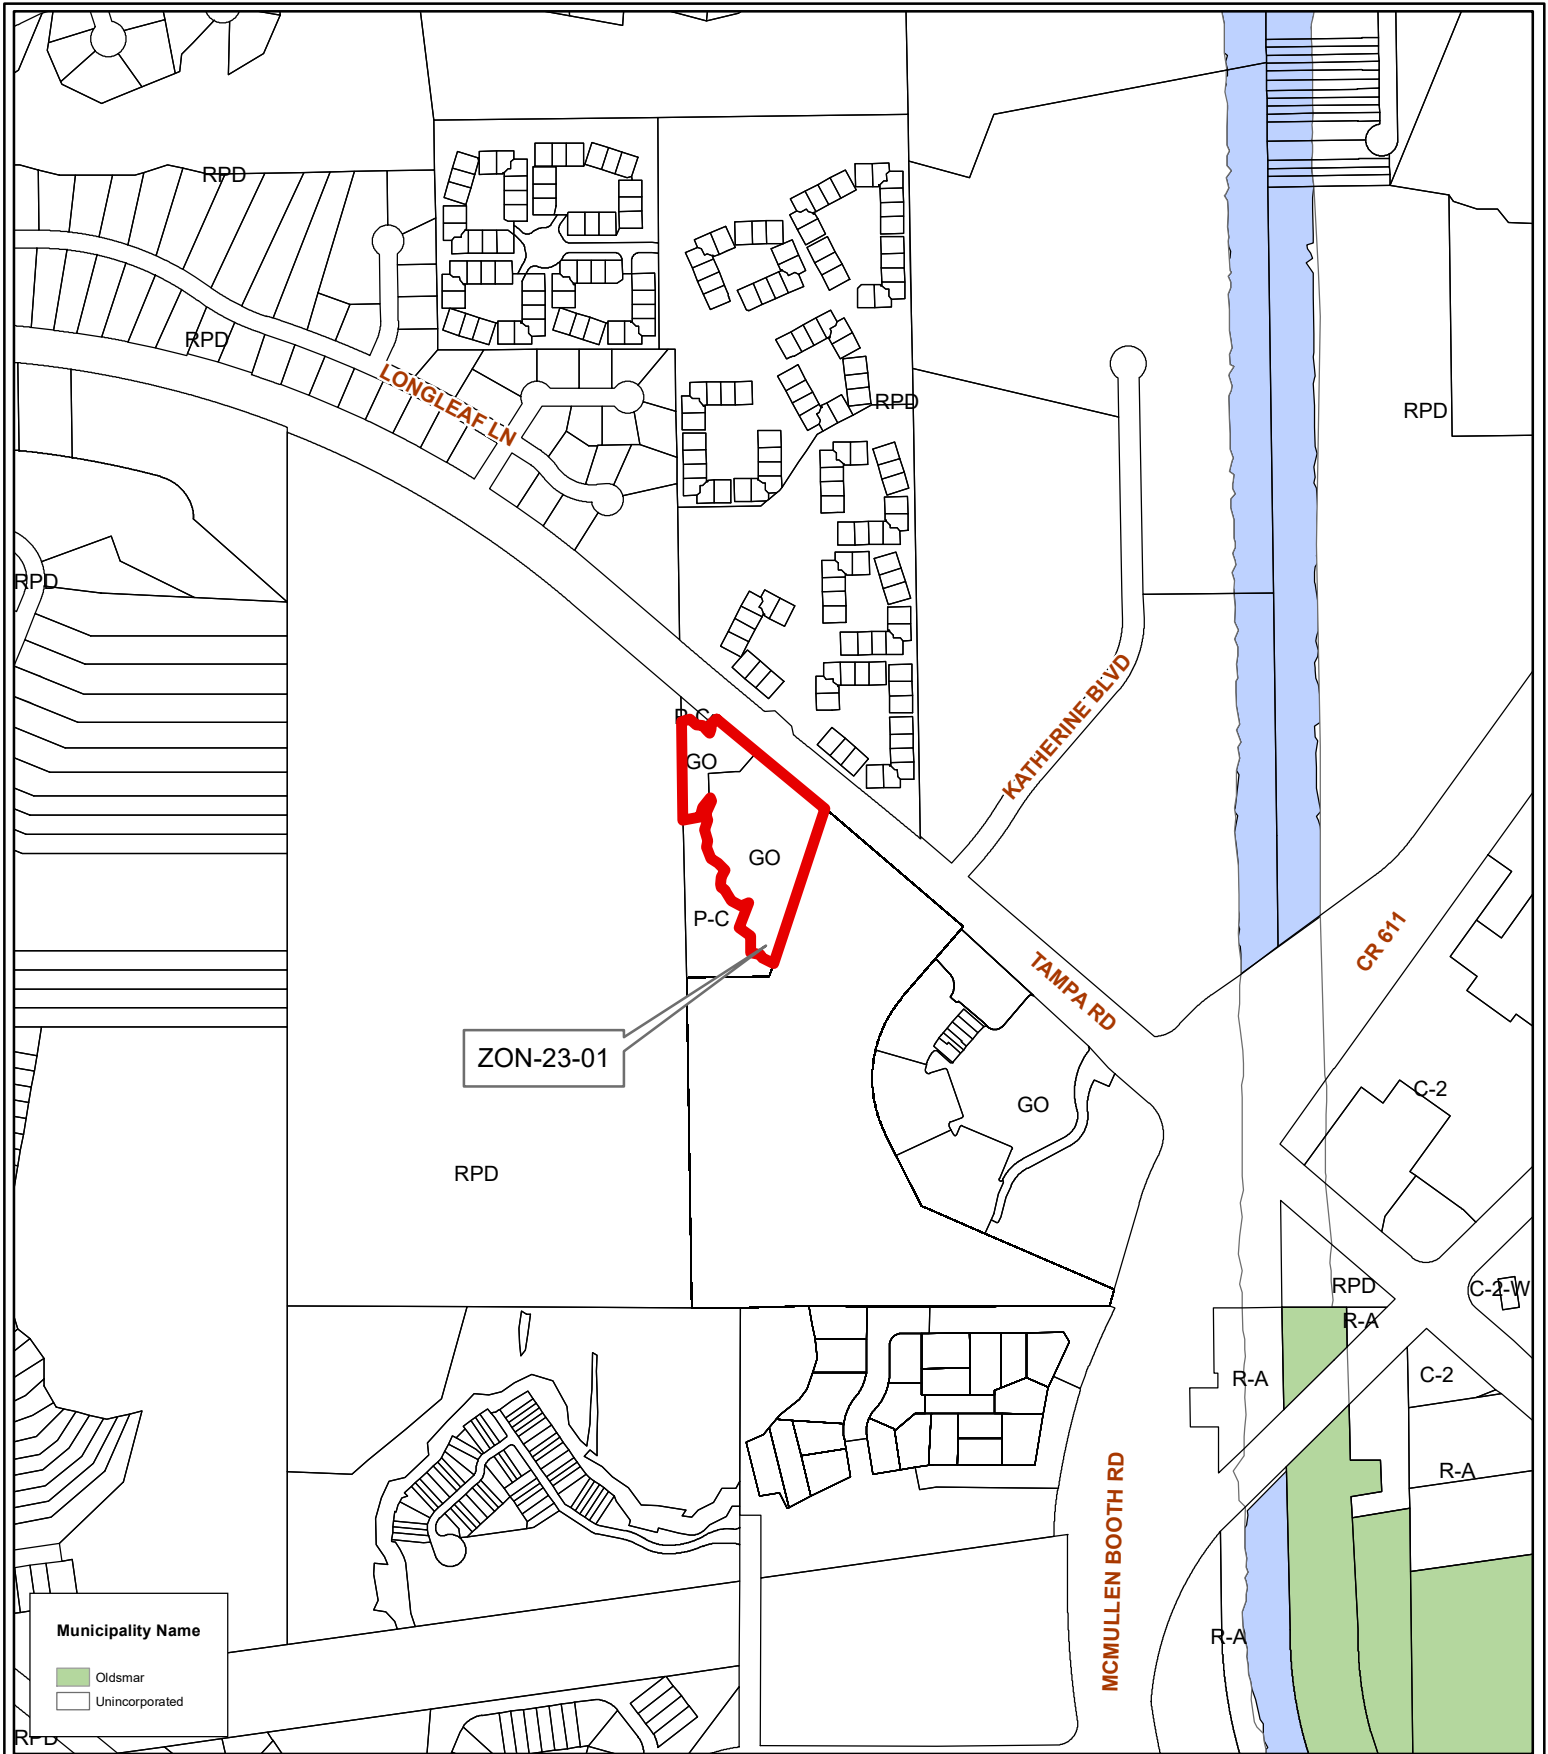 RPD
RPD
LONGLEAF LN
RPD
RPD
RPD
KATHERINE BLVD
P-C
GO
GO
P-C
CR 611
TAMPA RD
ZON-23-01
C-2
GO
RPD
RPD
C-2-W
R-A
R-A
C-2
R-A
MCMULLEN BOOTH RD
R-A
Municipality Name
Oldsmar
Unincorporated
RPD